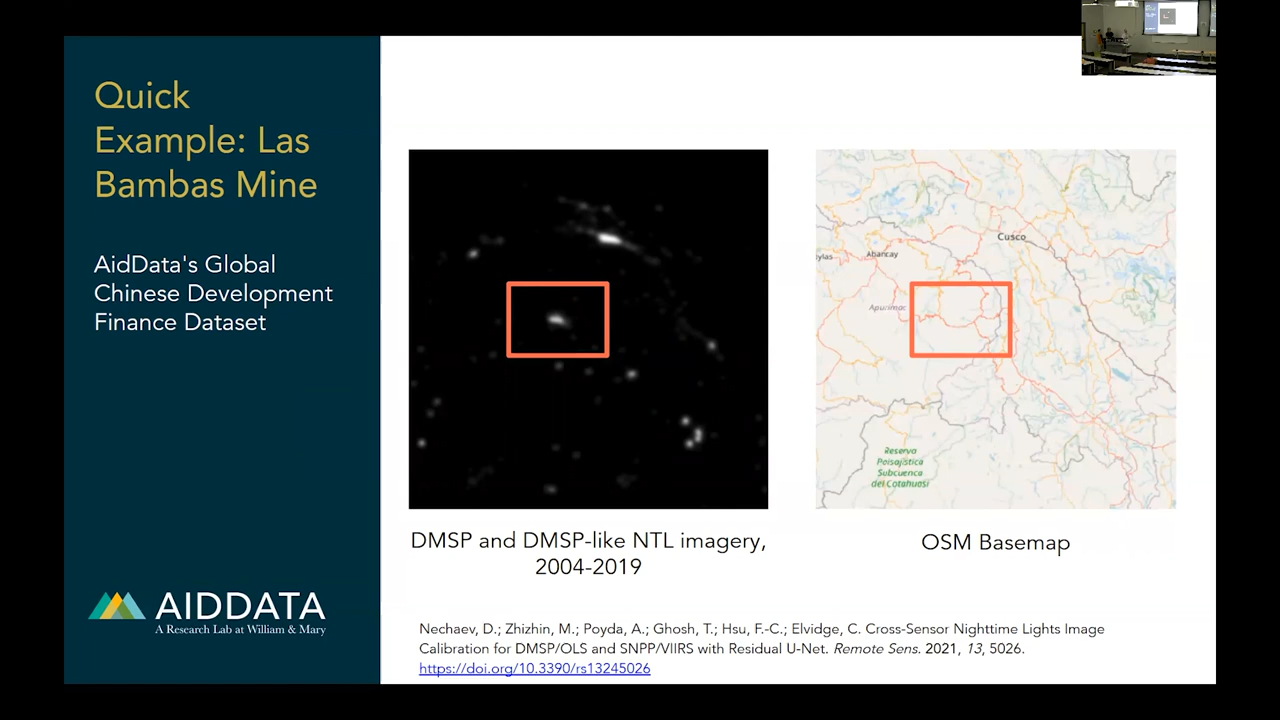 Quick
Example: Las
Bambas Mine
AidData's Global
Chinese Development
Finance Dataset
AIDDATA
A Research Lab at William & Mary
Cusco
Abancay
Apurimac
Reserva
Paisajística
Subcuenca
del Cotahuasi
DMSP and DMSP-like NTL imagery,
2004-2019
OSM Basemap
Nechaev, D.; Zhizhin, M.; Poyda, A.; Ghosh, T.; Hsu, F.-C.; Elvidge, C. Cross-Sensor Nighttime Lights Image
Calibration for DMSP/OLS and SNPP/VIIRS with Residual U-Net. Remote Sens. 2021, 13, 5026.
https://doi.org/10.3390/rs13245026